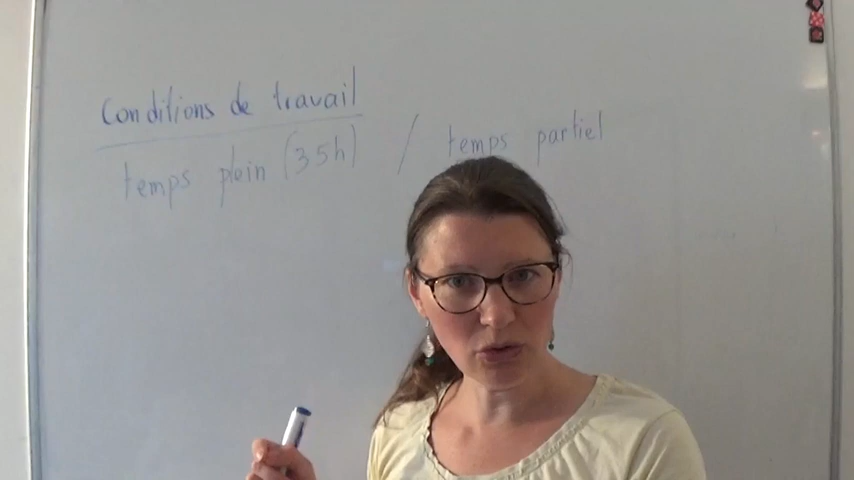 Conditions de travail
temps plein (35h) / temps partiel